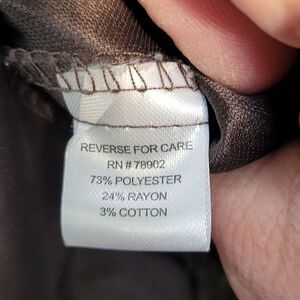 REVERSE FOR CARE
RN # 78902
73% POLYESTER
24% RAYON
3% COTTON